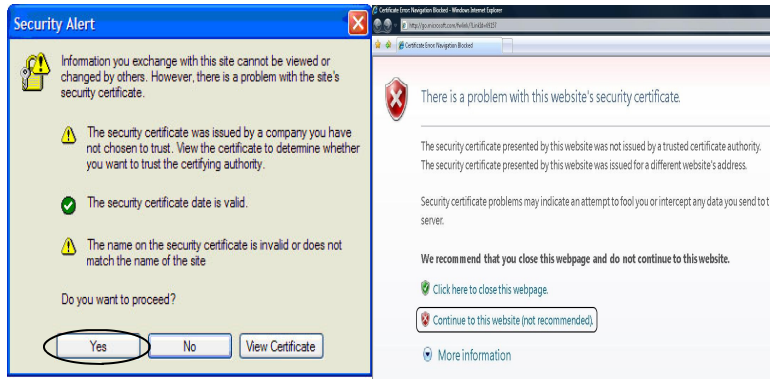 Security Alert
Information you exchange with this site cannot be viewed or
changed by others. However, there is a problem with the site's
security certificate.
The security certificate was issued by a company you have
not chosen to trust. View the certificate to determine whether
you want to trust the certifying authority.
The security certificate date is valid.
The name on the security certificate is invalid or does not
match the name of the site
Do you want to proceed?
Yes No View Certificate
Certificate Error: Navigation Blocked - Windows Internet Explorer
Certificate Error: Navigation Blocked
There is a problem with this website's security certificate.
The security certificate presented by this website was not issued by a trusted certificate authority.
The security certificate presented by this website was issued for a different website's address.
Security certificate problems may indicate an attempt to fool you or intercept any data you send to t
server.
We recommend that you close this webpage and do not continue to this website.
Click here to close this webpage.
Continue to this website (not recommended).
More information